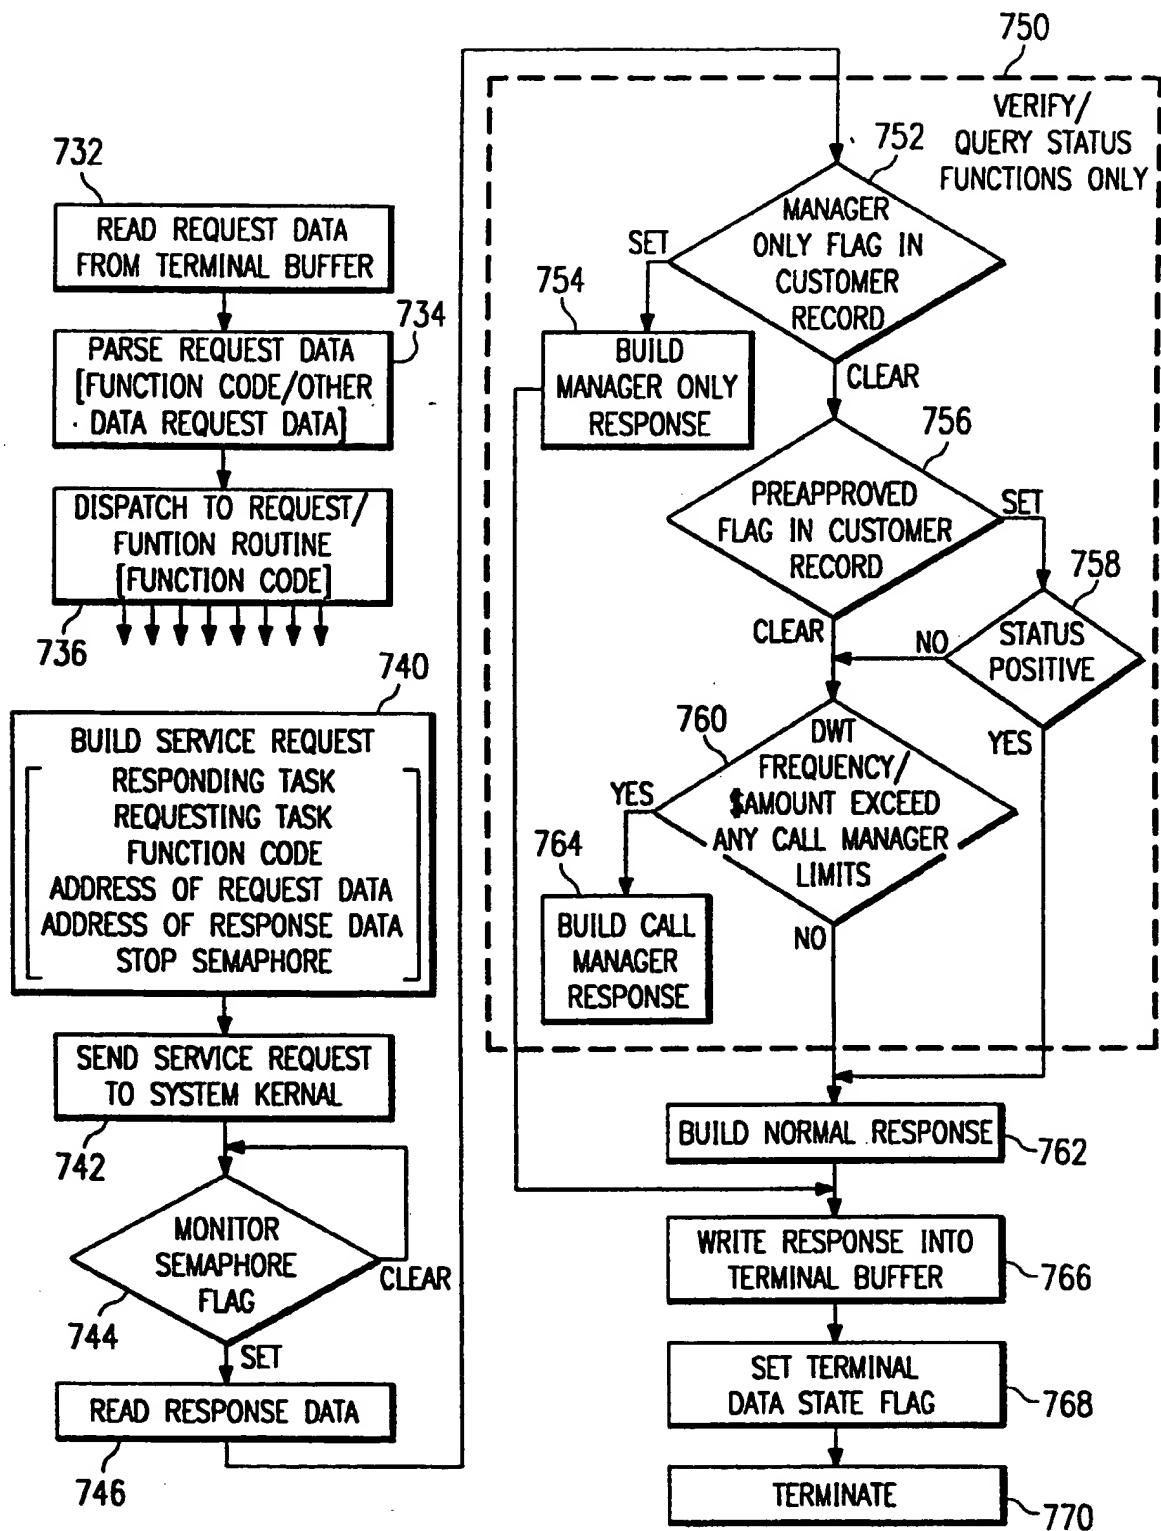 732
READ REQUEST DATA
FROM TERMINAL BUFFER
734
PARSE REQUEST DATA
[FUNCTION CODE/OTHER
DATA REQUEST DATA]
DISPATCH TO REQUEST/
FUNTION ROUTINE
[FUNCTION CODE]
736
740
BUILD SERVICE REQUEST
RESPONDING TASK
REQUESTING TASK
FUNCTION CODE
ADDRESS OF REQUEST DATA
ADDRESS OF RESPONSE DATA
STOP SEMAPHORE
SEND SERVICE REQUEST
TO SYSTEM KERNAL
742
MONITOR
SEMAPHORE
FLAG
CLEAR
744
SET
READ RESPONSE DATA
746
750
VERIFY/
QUERY STATUS
FUNCTIONS ONLY
752
MANAGER
ONLY FLAG IN
CUSTOMER
RECORD
SET
754
BUILD
MANAGER ONLY
RESPONSE
CLEAR
756
PREAPPROVED
FLAG IN CUSTOMER
RECORD
SET
758
STATUS
POSITIVE
NO
CLEAR
YES
760
DWT
FREQUENCY/
$AMOUNT EXCEED
ANY CALL MANAGER
LIMITS
YES
764
BUILD CALL
MANAGER
RESPONSE
NO
BUILD NORMAL RESPONSE
762
WRITE RESPONSE INTO
TERMINAL BUFFER
766
SET TERMINAL
DATA STATE FLAG
768
TERMINATE
770